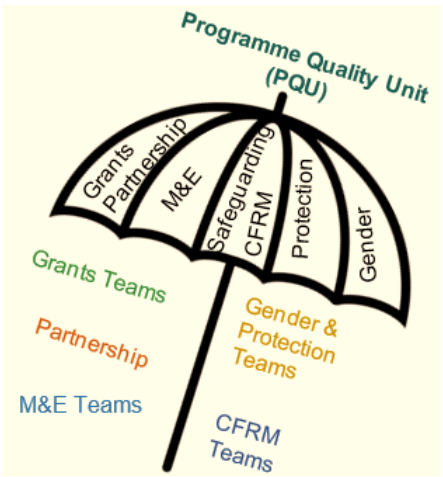 Programme Quality Unit
(PQU)
Grants
Partnership
M&E
Safeguarding
CFRM
Protection
Gender
Grants Teams
Partnership
M&E Teams
Gender &
Protection
Teams
CFRM
Teams